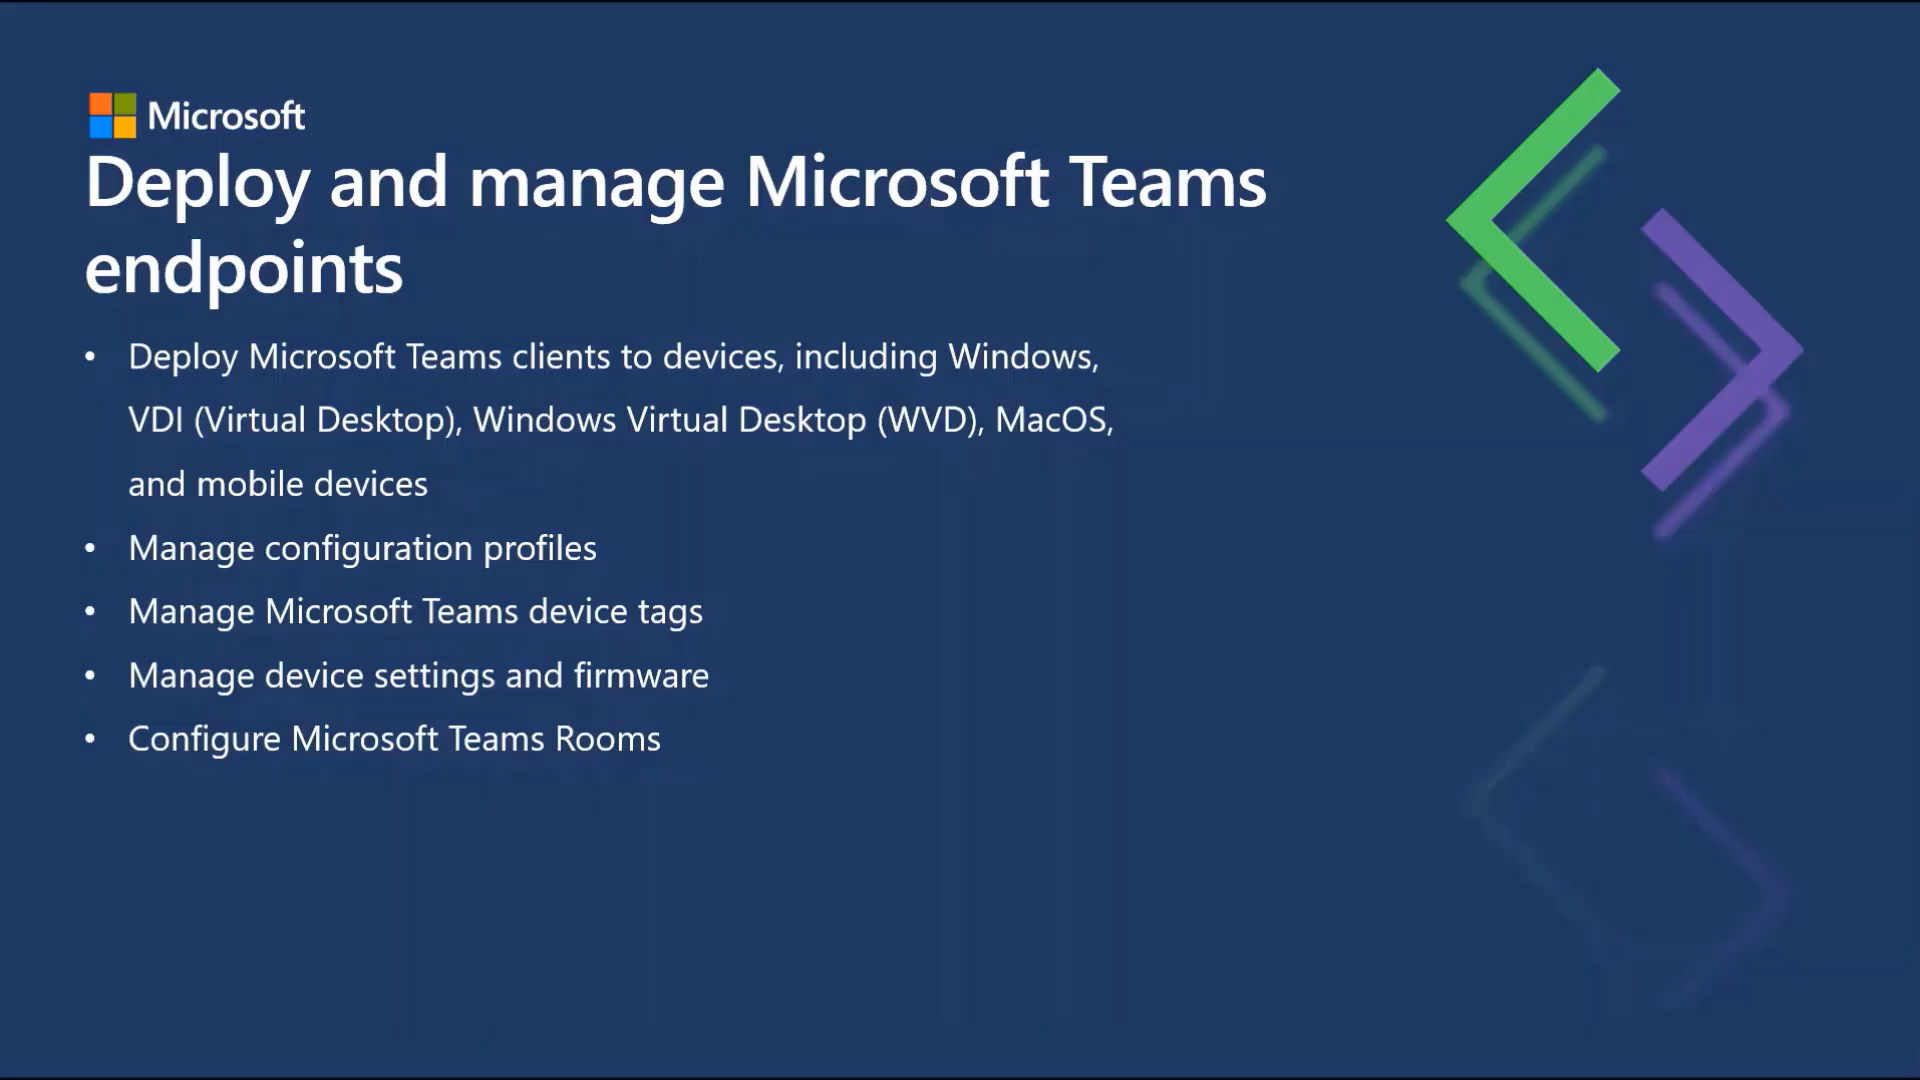 Microsoft
Deploy and manage Microsoft Teams
endpoints
• Deploy Microsoft Teams clients to devices, including Windows,
VDI (Virtual Desktop), Windows Virtual Desktop (WVD), MacOS,
and mobile devices
• Manage configuration profiles
• Manage Microsoft Teams device tags
• Manage device settings and firmware
• Configure Microsoft Teams Rooms